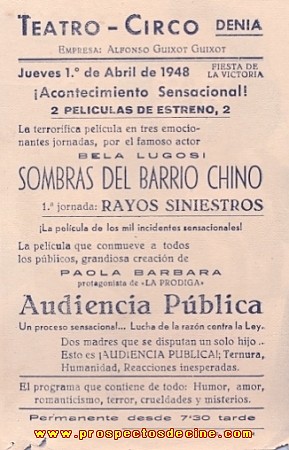 TEATRO - CIRCO DENIA
EMPRESA: ALFONSO GUIXOT GUIXOT
Jueves 1.º de Abril de 1948 FIESTA DE LA VICTORIA
¡Acontecimiento Sensacional!
2 PELICULAS DE ESTRENO, 2
La terrorífica película en tres emocio-
nantes jornadas, por el famoso actor
BELA LUGOSI
SOMBRAS DEL BARRIO CHINO
1.ª jornada: RAYOS SINIESTROS
¡La película de los mil incidentes sensacionales!
La película que conmueve a todos
los públicos, grandiosa creación de
PAOLA BARBARA
protagonista de «LA PRODIGA»
Audiencia Pública
Un proceso sensacional... Lucha de la razón contra la Ley..
Dos madres que se disputan un solo hijo..
Esto es ¡AUDIENCIA PUBLICA!; Ternura,
Humanidad, Reacciones inesperadas.
El programa que contiene de todo: Humor, amor,
romanticismo, terror, crueldades y misterios.
Permanente desde 7'30 tarde
www.prospectosdecine.com